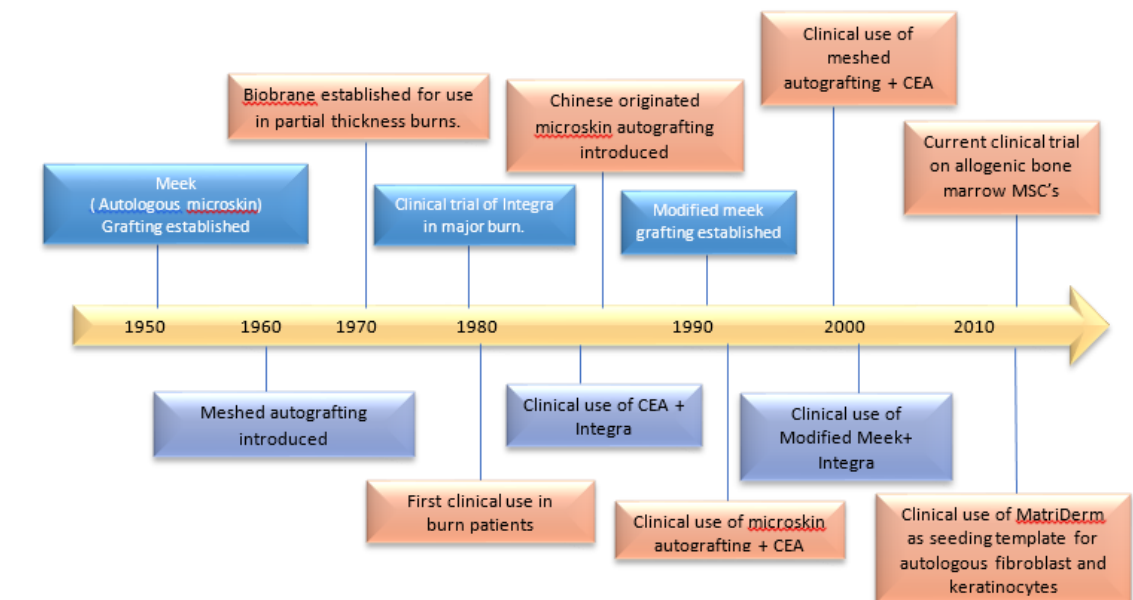 Clinical use of
meshed
autografting + CEA
Biobrane established for use
in partial thickness burns.
Chinese originated
microskin autografting
introduced
Current clinical trial
on allogenic bone
marrow MSC's
Meek
( Autologous microskin)
Grafting established
Clinical trial of Integra
in major burn.
Modified meek
grafting established
1950 1960 1970 1980 1990 2000 2010
Meshed autografting
introduced
Clinical use of CEA +
Integra
Clinical use of
Modified Meek+
Integra
First clinical use in
burn patients
Clinical use of microskin
autografting + CEA
Clinical use of MatriDerm
as seeding template for
autologous fibroblast and
keratinocytes